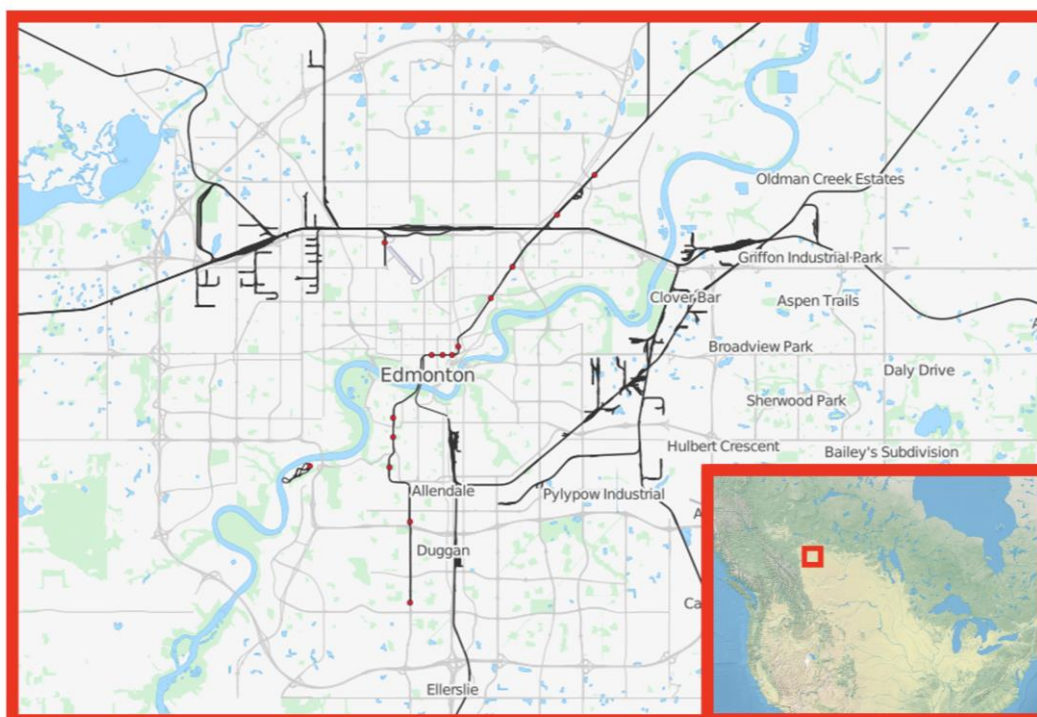 Oldman Creek Estates
Griffon Industrial Park
Clover Bar
Aspen Trails
Broadview Park
Edmonton
Daly Drive
Sherwood Park
Hulbert Crescent
Bailey's Subdivision
Allendale
Pylypow Industrial
Duggan
Ellerslie